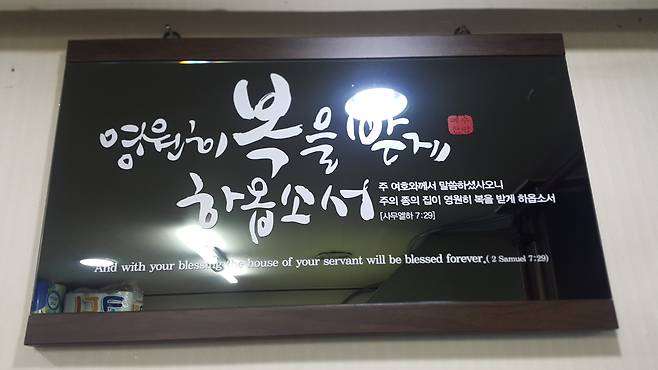 영원히 복을 받게
하옵소서
주 여호와께서 말씀하셨사오니
주의 종의 집이 영원히 복을 받게 하옵소서
[사무엘하 7:29]
And with your blessing the house of your servant will be blessed forever,( 2 Samuel 7:29)